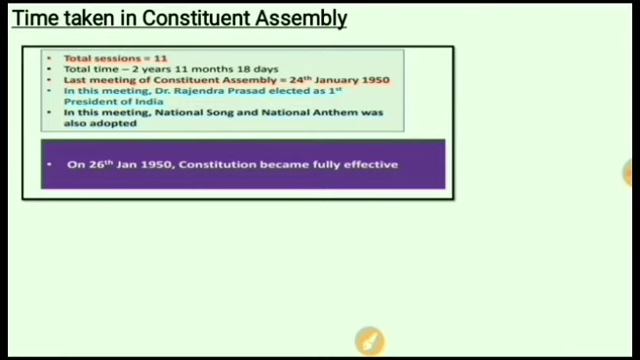 Time taken in Constituent Assembly
• Total sessions = 11
• Total time – 2 years 11 months 18 days
• Last meeting of Constituent Assembly = 24th January 1950
• In this meeting, Dr. Rajendra Prasad elected as 1st
President of India
• In this meeting, National Song and National Anthem was
also adopted
• On 26th Jan 1950, Constitution became fully effective